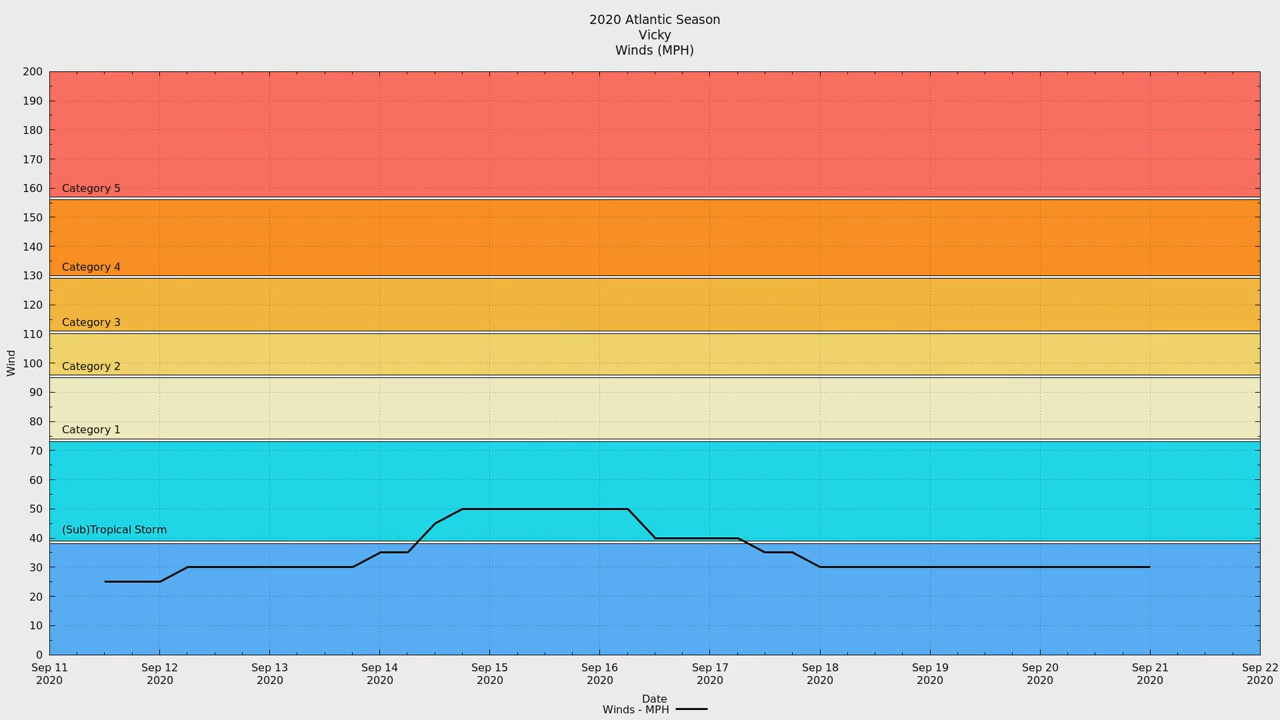 2020 Atlantic Season
Vicky
Winds (MPH)
200
190
180
170
160
150
140
130
120
110
100
90
80
70
60
50
40
30
20
10
0
Wind
Category 5
Category 4
Category 3
Category 2
Category 1
(Sub)Tropical Storm
Sep 11 Sep 12 Sep 13 Sep 14 Sep 15 Sep 16 Sep 17 Sep 18 Sep 19 Sep 20 Sep 21 Sep 22
2020 2020 2020 2020 2020 2020 2020 2020 2020 2020 2020 2020
Date
Winds - MPH